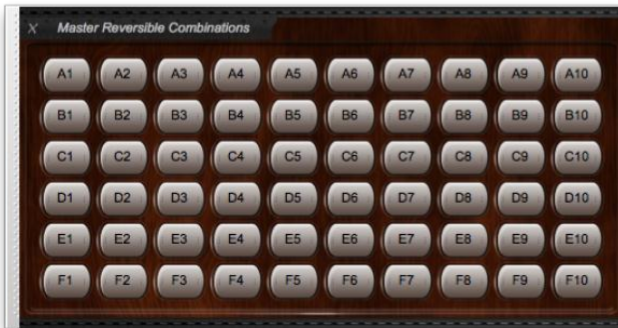 X Master Reversible Combinations
A1 A2 A3 A4 A5 A6 A7 A8 A9 A10
B1 B2 B3 B4 B5 B6 B7 B8 B9 B10
C1 C2 C3 C4 C5 C6 C7 C8 C9 C10
D1 D2 D3 D4 D5 D6 D7 D8 D9 D10
E1 E2 E3 E4 E5 E6 E7 E8 E9 E10
F1 F2 F3 F4 F5 F6 F7 F8 F9 F10